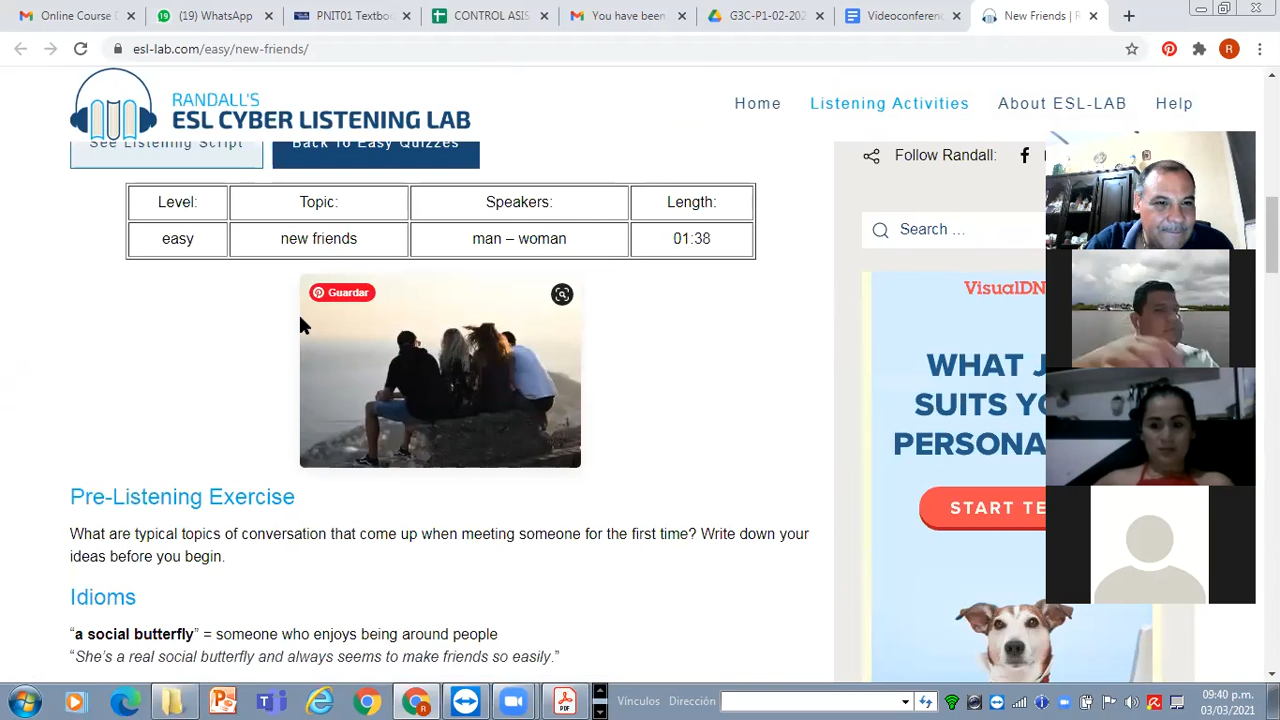 Online Course D
(19) WhatsApp
PNIT01 Textbo
CONTROL ASIS
You have been
G3C-P1-02-202
Videoconferen
New Friends | R
esl-lab.com/easy/new-friends/
R
RANDALL'S
ESL CYBER LISTENING LAB
Home
Listening Activities
About ESL-LAB
Help
See Listening Script
Back To Easy Quizzes
Follow Randall:
Level:
Topic:
Speakers:
Length:
easy
new friends
man – woman
01:38
Search …
Guardar
VisualDN
WHAT J
SUITS YO
PERSONA
START TE
Pre-Listening Exercise
What are typical topics of conversation that come up when meeting someone for the first time? Write down your
ideas before you begin.
Idioms
“a social butterfly” = someone who enjoys being around people
“She's a real social butterfly and always seems to make friends so easily.”
Vínculos
Dirección
09:40 p.m.
03/03/2021